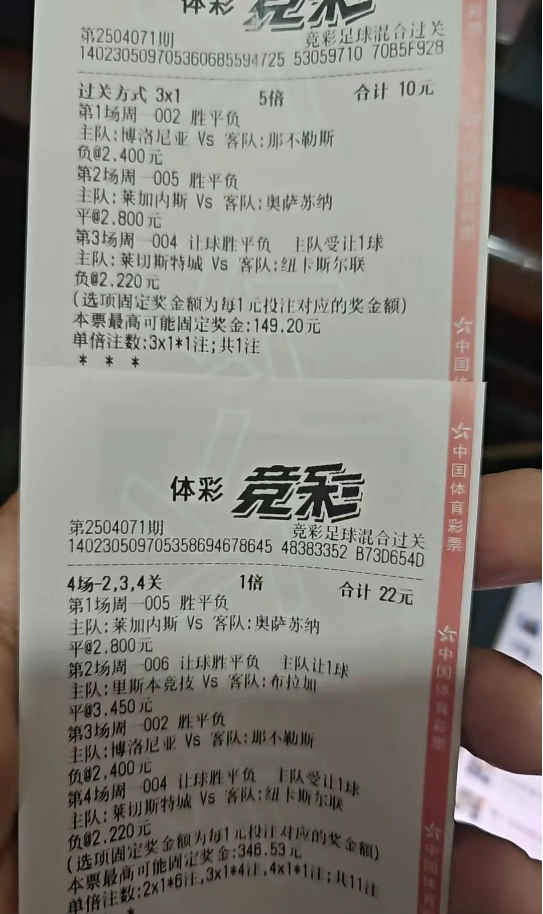 体彩 竞彩
第2504071期 竞彩足球混合过关
140230509705360685594725 53059710 70B5F928
过关方式 3x1 5倍 合计 10元
第1场周一002 胜平负
主队:博洛尼亚 Vs 客队:那不勒斯
负@2.400元
第2场周一005 胜平负
主队:莱加内斯 Vs 客队:奥萨苏纳
平@2.800元
第3场周一004 让球胜平负 主队受让1球
主队:莱切斯特城 Vs 客队:纽卡斯尔联
负@2.220元
(选项固定奖金额为每1元投注对应的奖金额)
本票最高可能固定奖金:149.20元
单倍注数:3x1*1注;共1注
* * *
体彩 竞彩
第2504071期 竞彩足球混合过关
140230509705358694678645 48383352 B73D654D
4场-2,3,4关 1倍 合计 22元
第1场周一005 胜平负
主队:莱加内斯 Vs 客队:奥萨苏纳
平@2.800元
第2场周一006 让球胜平负 主队让1球
主队:里斯本竞技 Vs 客队:布拉加
平@3.450元
第3场周一002 胜平负
主队:博洛尼亚 Vs 客队:那不勒斯
负@2.400元
第4场周一004 让球胜平负 主队受让1球
主队:莱切斯特城 Vs 客队:纽卡斯尔联
负@2.220元
(选项固定奖金额为每1元投注对应的奖金额)
本票最高可能固定奖金:346.53元
单倍注数:2x1*6注,3x1*4注,4x1*1注;共11注
中国体
中国体育彩票
中国体育彩票
中国体育